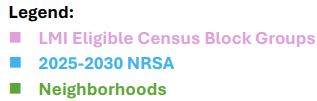 Legend:
LMI Eligible Census Block Groups
2025-2030 NRSA
Neighborhoods